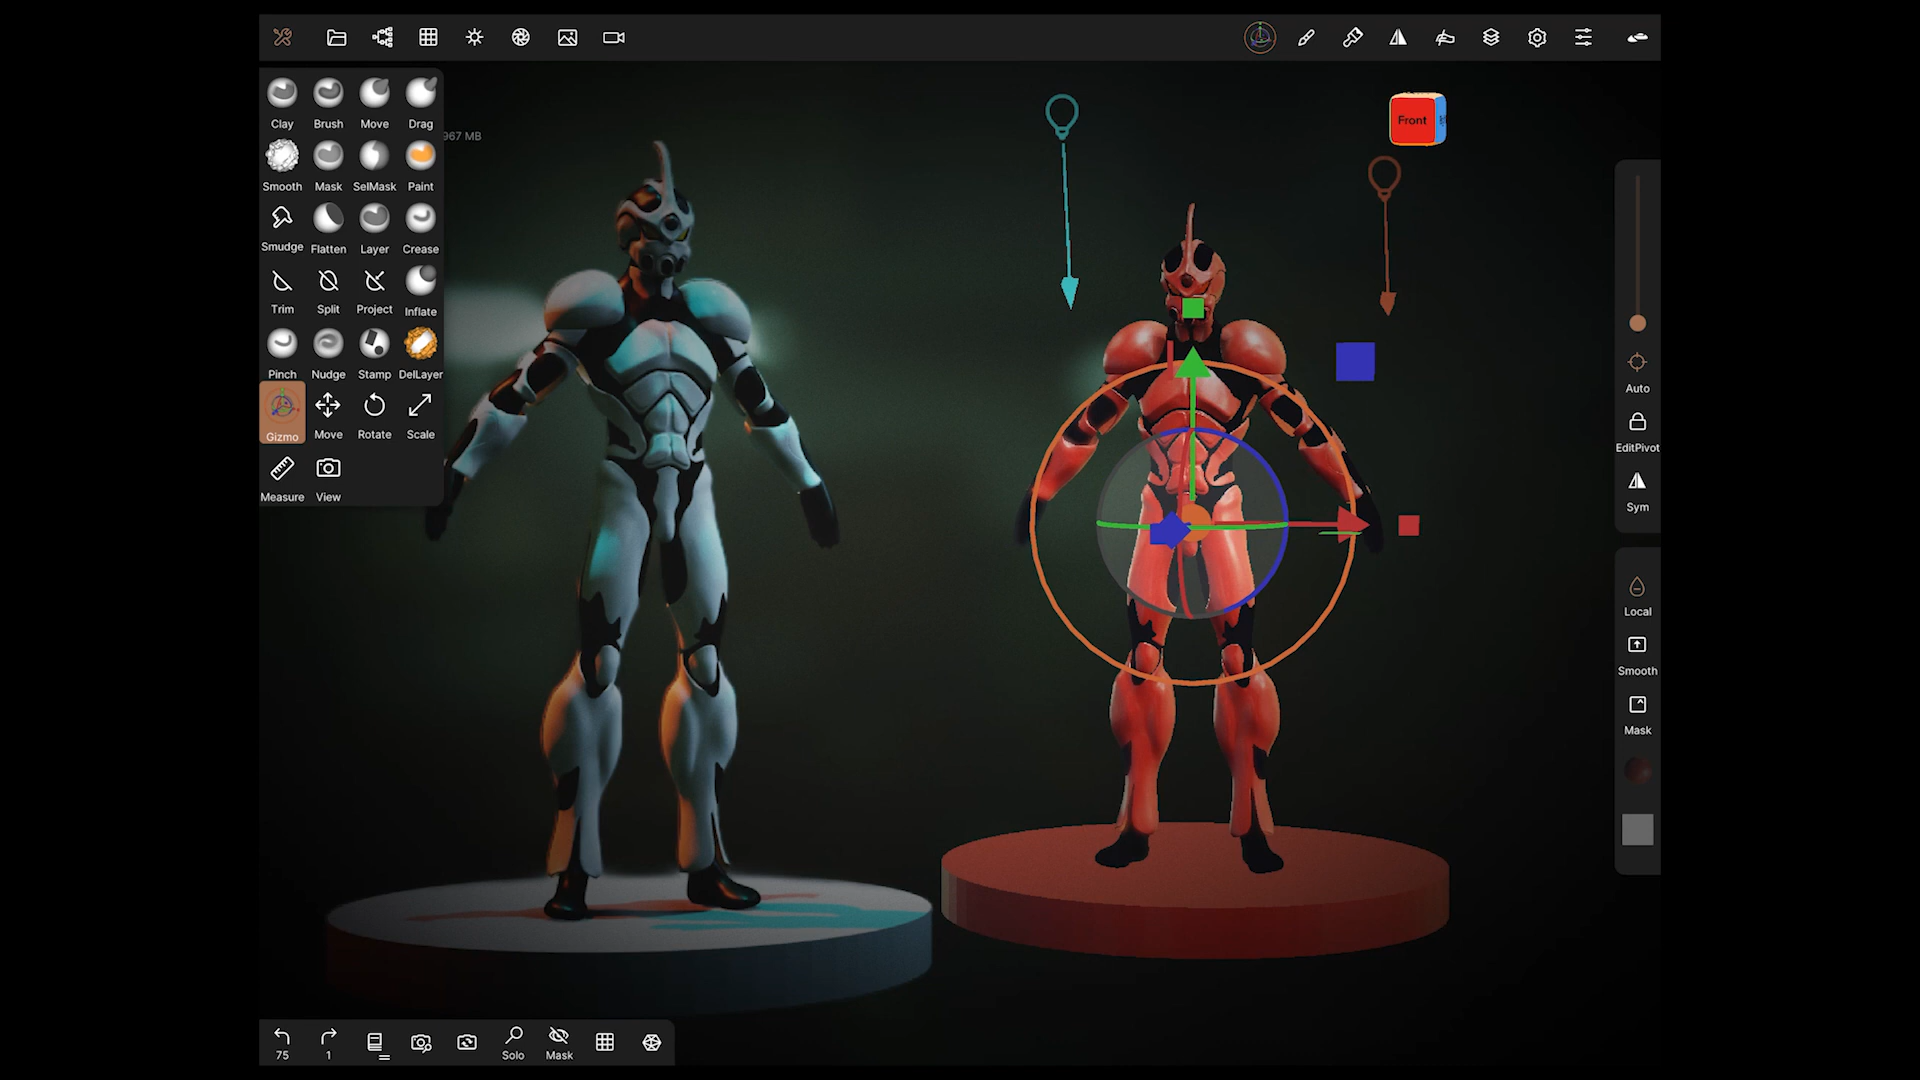 Clay Brush Move Drag
967 MB
Smooth Mask SelMask Paint
Smudge Flatten Layer Crease
Trim Split Project Inflate
Pinch Nudge Stamp DelLayer
Gizmo Move Rotate Scale
Measure View
Front
Auto
EditPivot
Sym
Local
Smooth
Mask
75 1 Solo Mask